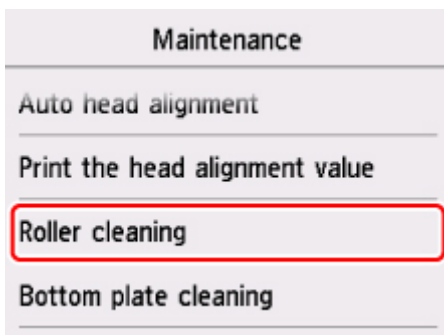 Maintenance
Auto head alignment
Print the head alignment value
Roller cleaning
Bottom plate cleaning